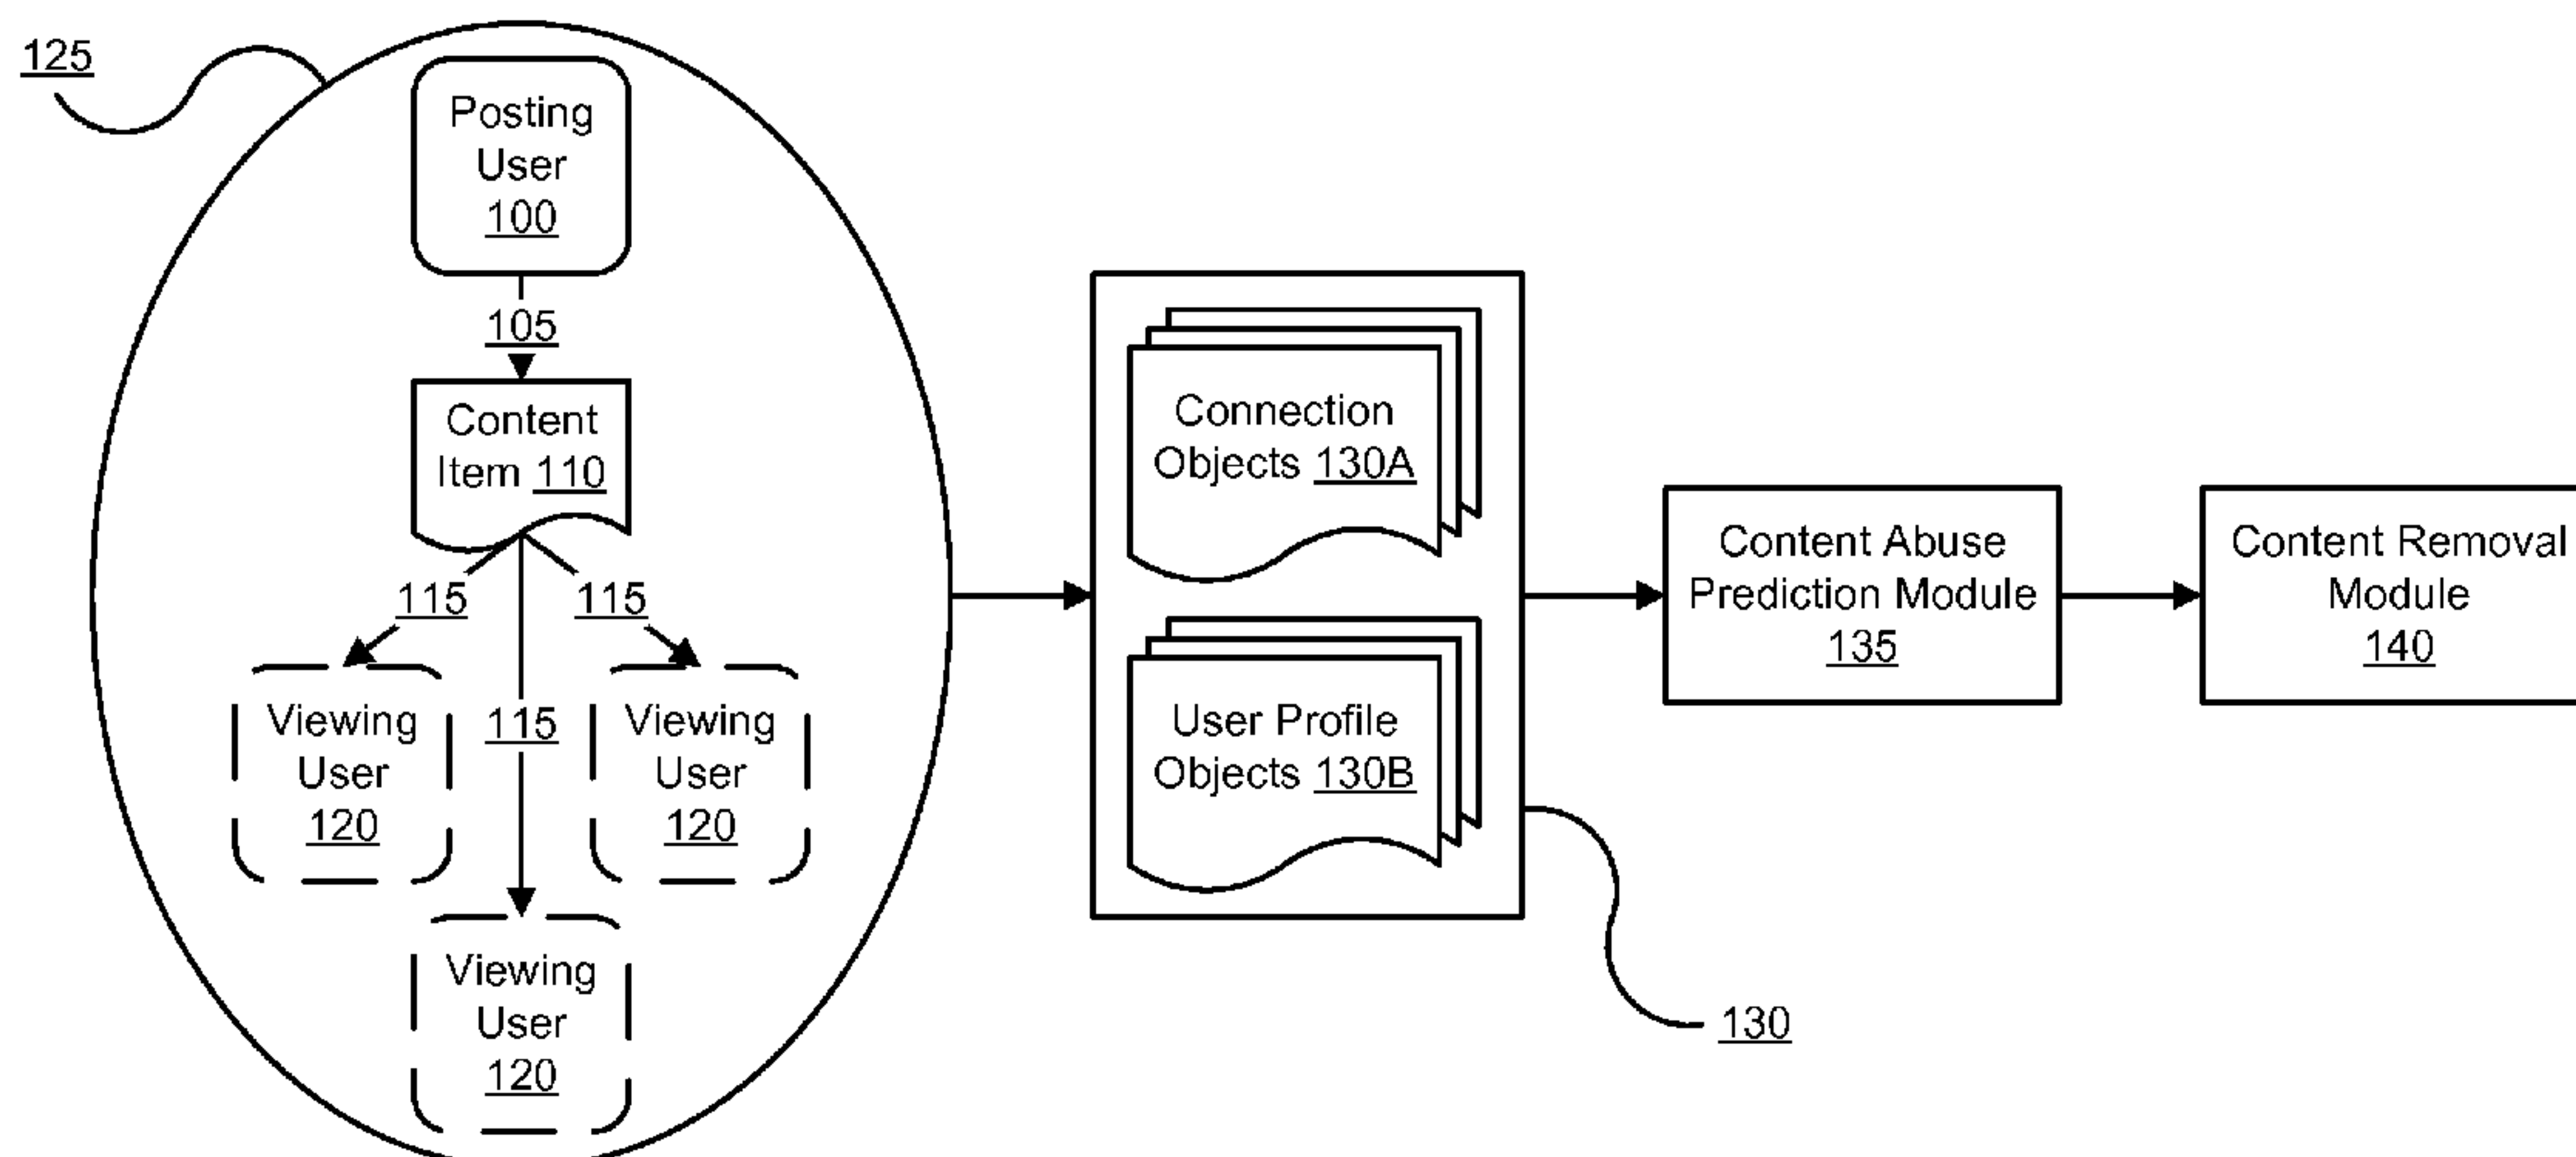 125
Posting
User
100
105
Content
Item 110
115
115
Viewing
User
120
115
Viewing
User
120
Viewing
User
120
Connection
Objects 130A
User Profile
Objects 130B
130
Content Abuse
Prediction Module
135
Content Removal
Module
140